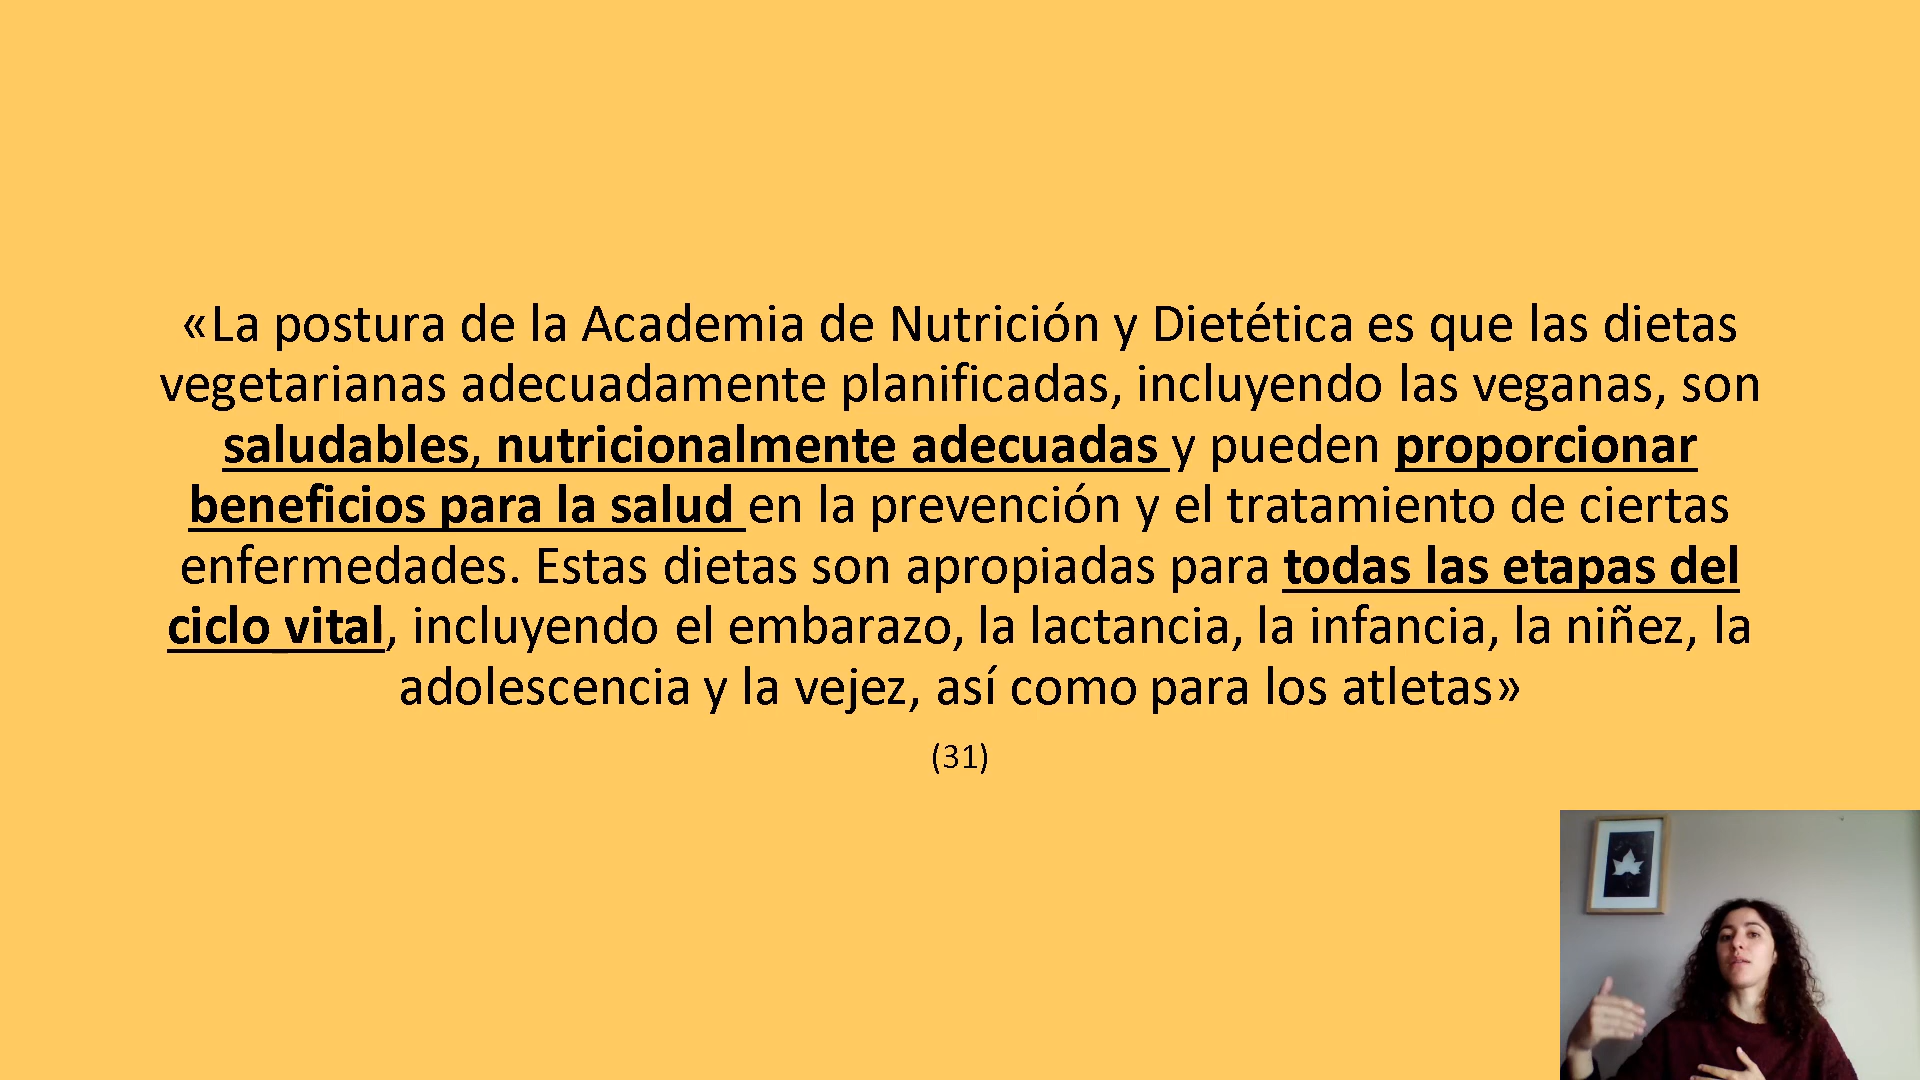 «La postura de la Academia de Nutrición y Dietética es que las dietas
vegetarianas adecuadamente planificadas, incluyendo las veganas, son
saludables, nutricionalmente adecuadas y pueden proporcionar
beneficios para la salud en la prevención y el tratamiento de ciertas
enfermedades. Estas dietas son apropiadas para todas las etapas del
ciclo vital, incluyendo el embarazo, la lactancia, la infancia, la niñez, la
adolescencia y la vejez, así como para los atletas»
(31)